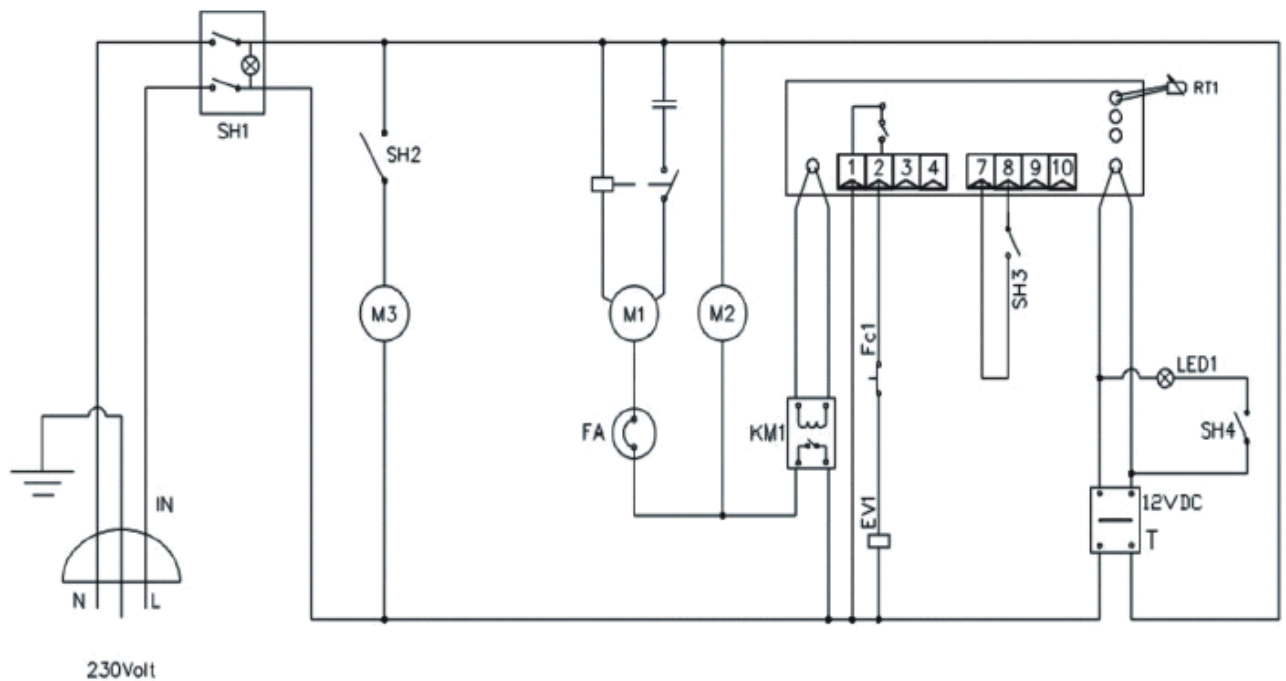 SH1
SH2
RT1
1 2 3 4
7 8 9 10
SH3
M3
M1
M2
Fc1
LED1
FA
KM1
SH4
EV1
12VDC
T
IN
N
L
230Volt